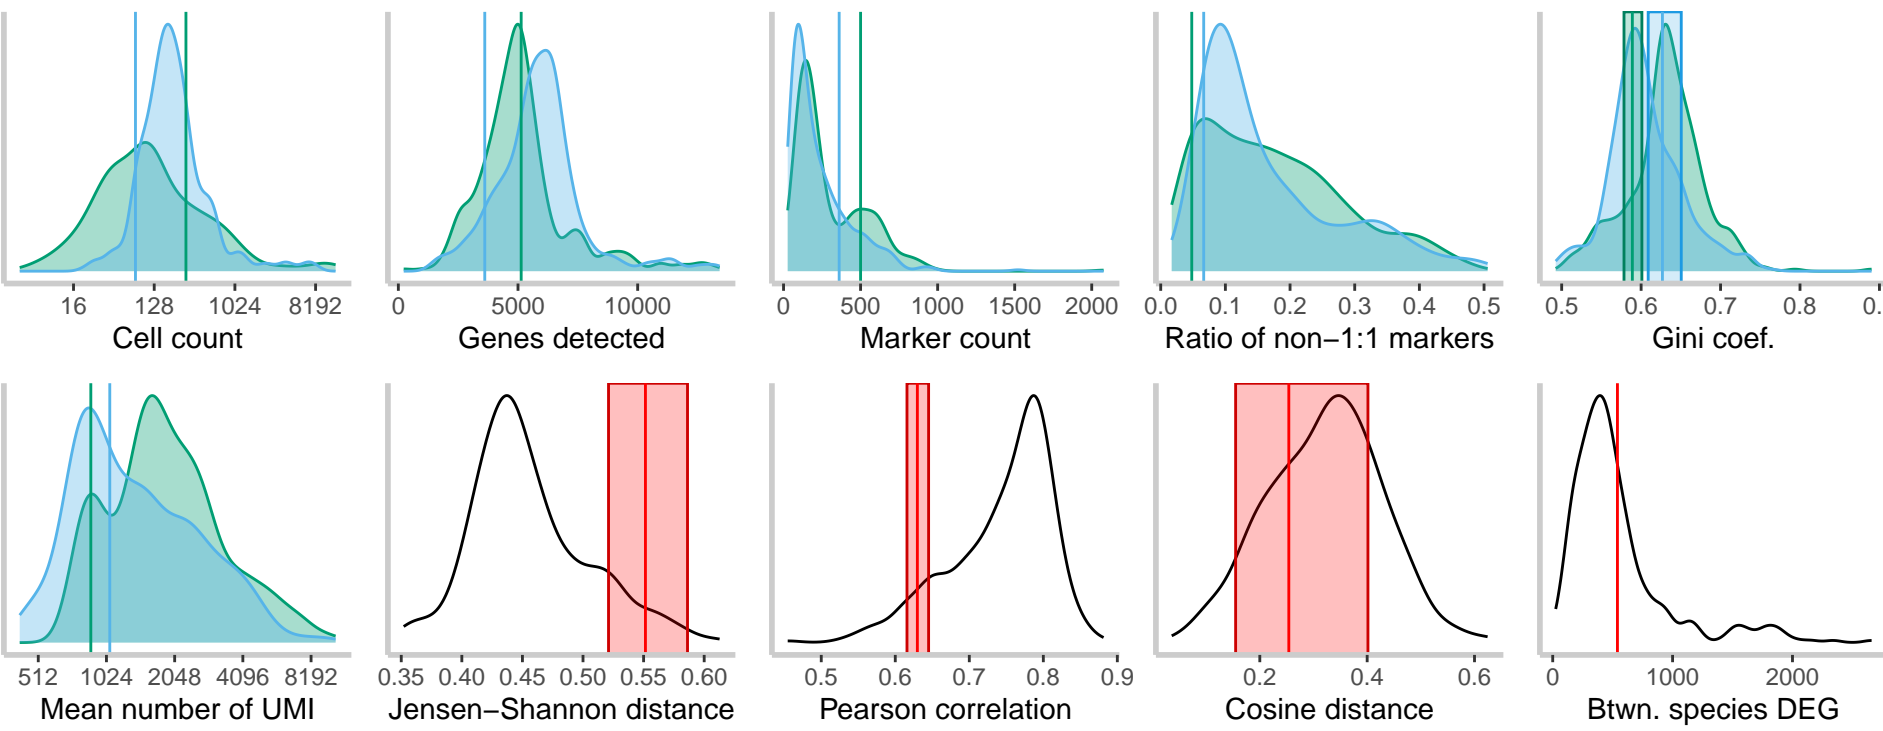 16 128 1024 8192
Cell count
0 5000 10000
Genes detected
0 500 1000 1500 2000
Marker count
0.0 0.1 0.2 0.3 0.4 0.5
Ratio of non−1:1 markers
0.5 0.6 0.7 0.8 0.
Gini coef.
512 1024 2048 4096 8192
Mean number of UMI
0.35 0.40 0.45 0.50 0.55 0.60
Jensen−Shannon distance
0.5 0.6 0.7 0.8 0.9
Pearson correlation
0.2 0.4 0.6
Cosine distance
0 1000 2000
Btwn. species DEG